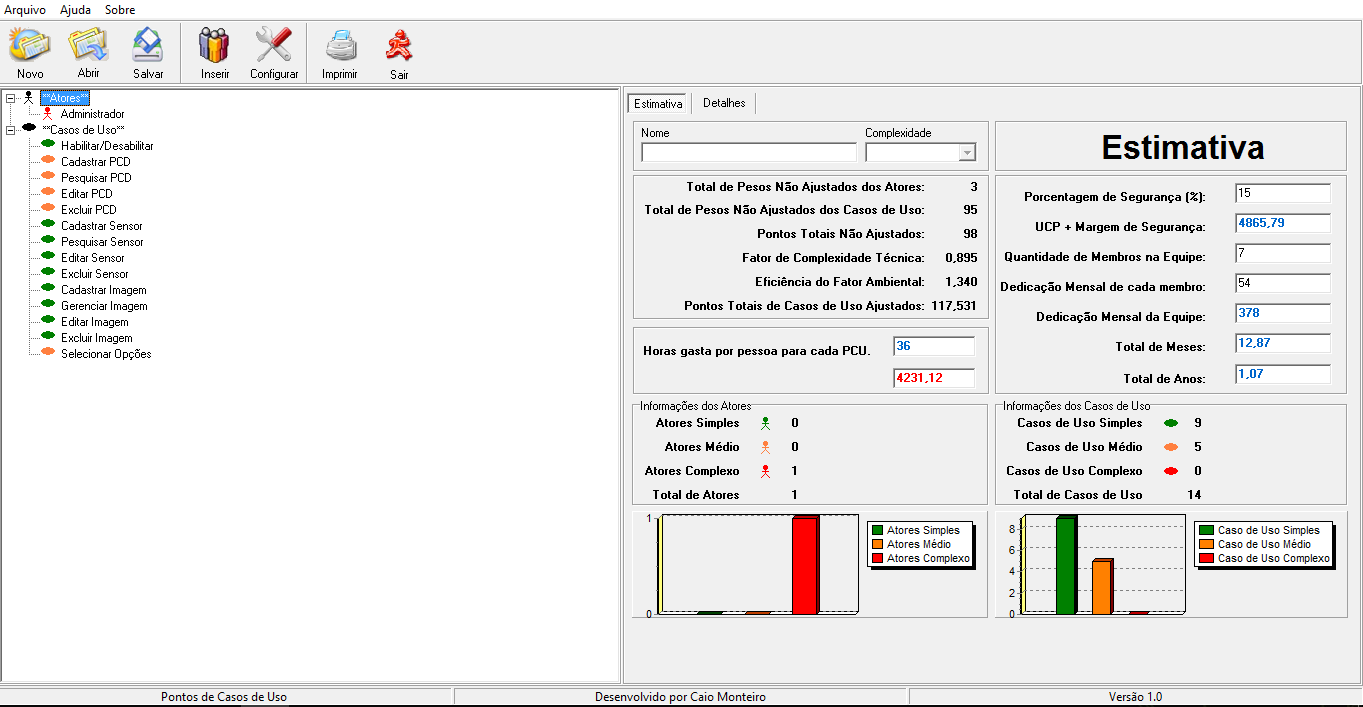 Arquivo Ajuda Sobre
Novo Abrir Salvar Inserir Configurar Imprimir Sair
**Atores**
Administrador
**Casos de Uso**
Habilitar/Desabilitar
Cadastrar PCD
Pesquisar PCD
Editar PCD
Excluir PCD
Cadastrar Sensor
Pesquisar Sensor
Editar Sensor
Excluir Sensor
Cadastrar Imagem
Gerenciar Imagem
Editar Imagem
Excluir Imagem
Selecionar Opções
Estimativa Detalhes
Nome Complexidade
Total de Pesos Não Ajustados dos Atores: 3
Total de Pesos Não Ajustados dos Casos de Uso: 95
Pontos Totais Não Ajustados: 98
Fator de Complexidade Técnica: 0,895
Eficiência do Fator Ambiental: 1,340
Pontos Totais de Casos de Uso Ajustados: 117,531
Horas gasta por pessoa para cada PCU. 36
4231,12
Estimativa
Porcentagem de Segurança (%): 15
UCP + Margem de Segurança: 4865,79
Quantidade de Membros na Equipe: 7
Dedicação Mensal de cada membro: 54
Dedicação Mensal da Equipe: 378
Total de Meses: 12,87
Total de Anos: 1,07
Informações dos Atores
Atores Simples 0
Atores Médio 0
Atores Complexo 1
Total de Atores 1
Informações dos Casos de Uso
Casos de Uso Simples 9
Casos de Uso Médio 5
Casos de Uso Complexo 0
Total de Casos de Uso 14
1
0
Atores Simples
Atores Médio
Atores Complexo
8
6
4
2
0
Caso de Uso Simples
Caso de Uso Médio
Caso de Uso Complexo
Pontos de Casos de Uso Desenvolvido por Caio Monteiro Versão 1.0